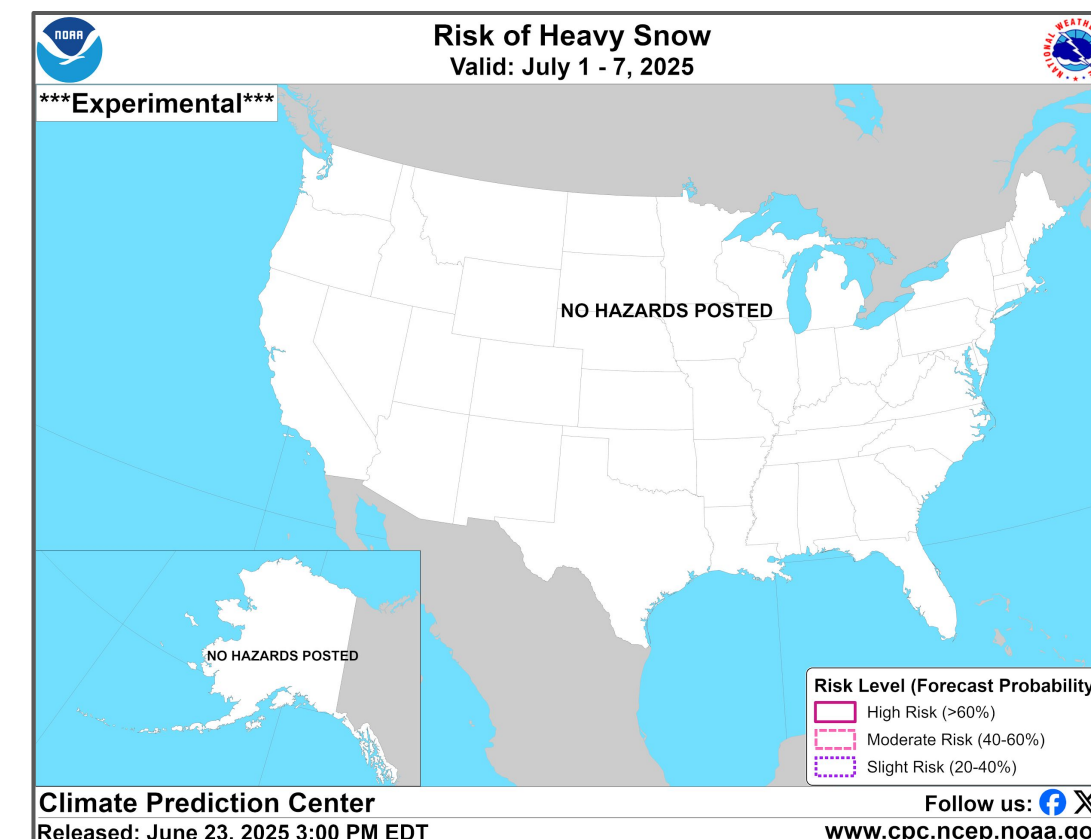 NOAA
Risk of Heavy Snow
Valid: July 1 - 7, 2025
***Experimental***
NO HAZARDS POSTED
NO HAZARDS POSTED
Risk Level (Forecast Probability
High Risk (>60%)
Moderate Risk (40-60%)
Slight Risk (20-40%)
Climate Prediction Center
Follow us:
Released: June 23, 2025 3:00 PM EDT
www.cpc.ncep.noaa.go